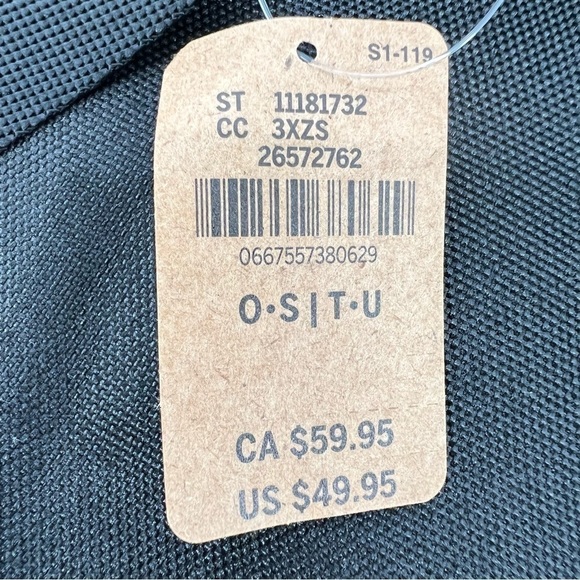 S1-119
ST 11181732
CC 3XZS
26572762
0667557380629
O·S|T·U
CA $59.95
US $49.95